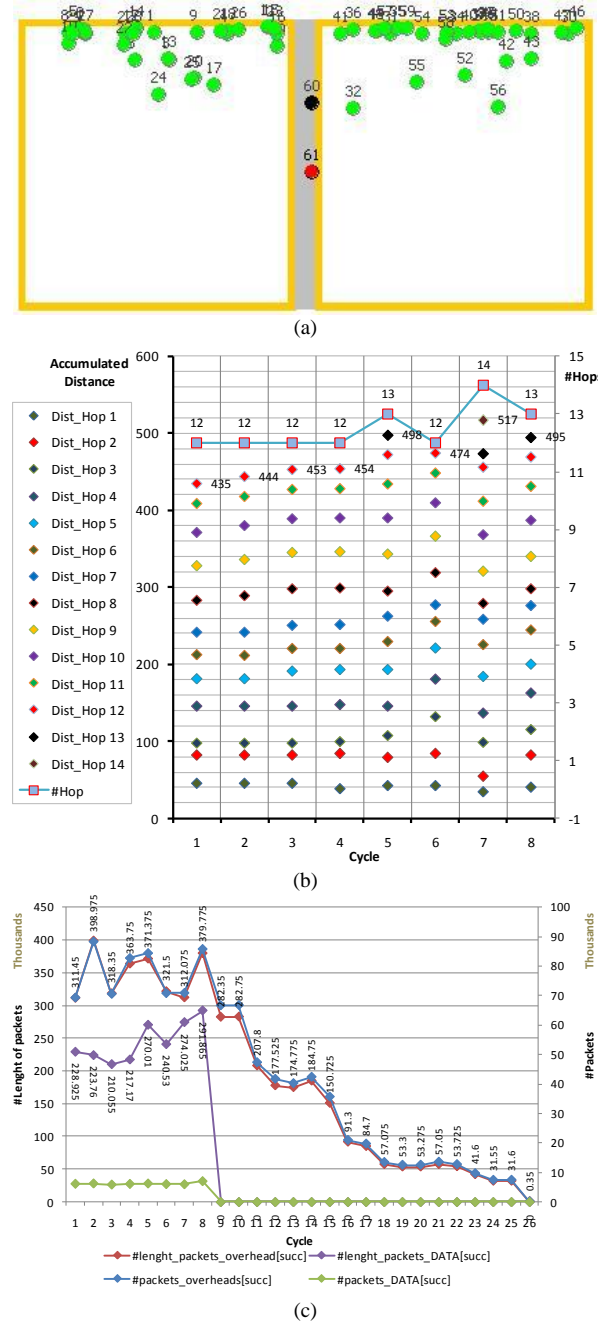 60
61
24
25
17
13
9
26
41
36
59
54
50
38
46
32
55
52
42
43
56
(a)
Accumulated
Distance
#Hops
Dist_Hop 1
Dist_Hop 2
Dist_Hop 3
Dist_Hop 4
Dist_Hop 5
Dist_Hop 6
Dist_Hop 7
Dist_Hop 8
Dist_Hop 9
Dist_Hop 10
Dist_Hop 11
Dist_Hop 12
Dist_Hop 13
Dist_Hop 14
#Hop
600
500
400
300
200
100
0
15
13
11
9
7
5
3
1
-1
12 12 12 12 13 12 14 13
435 444 453 454 498 474 517 495
1 2 3 4 5 6 7 8
Cycle
(b)
Thousands
#Lenght of packets
450
400
350
300
250
200
150
100
50
0
Thousands
#Packets
100
90
80
70
60
50
40
30
20
10
0
311.45
398.975
318.35
363.75
371.375
321.5
312.075
379.775
282.35
282.75
207.8
177.525
174.775
184.75
150.725
91.3
84.7
57.075
53.3
53.275
57.05
53.725
41.6
31.55
31.6
0.35
228.925
223.76
210.055
217.17
270.01
240.53
274.025
291.865
1 2 3 4 5 6 7 8 9 10 11 12 13 14 15 16 17 18 19 20 21 22 23 24 25 26
Cycle
#lenght_packets_overhead[succ] #lenght_packets_DATA[succ]
#packets_overheads[succ] #packets_DATA[succ]
(c)